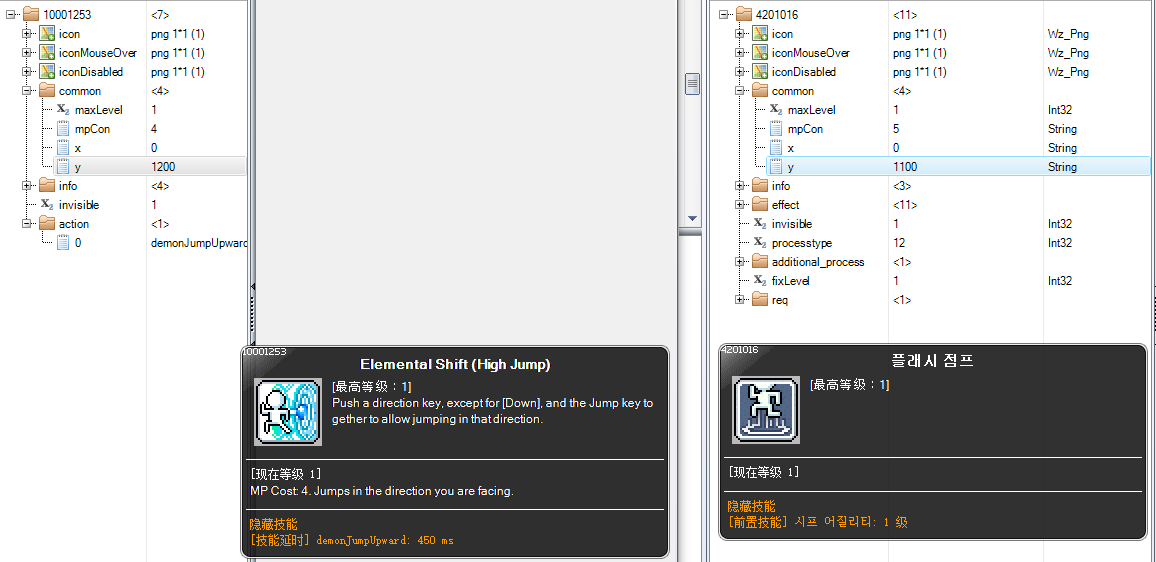 10001253 <7>
icon png 1*1 (1)
iconMouseOver png 1*1 (1)
iconDisabled png 1*1 (1)
common <4>
maxLevel 1
mpCon 4
x 0
y 1200
info <4>
invisible 1
action <1>
0 demonJumpUpward
10001253
Elemental Shift (High Jump)
[最高等级：1]
Push a direction key, except for [Down], and the Jump key to
gether to allow jumping in that direction.
[现在等级 1]
MP Cost: 4. Jumps in the direction you are facing.
隐藏技能
[技能延时] demonJumpUpward: 450 ms
4201016 <11>
icon png 1*1 (1) Wz_Png
iconMouseOver png 1*1 (1) Wz_Png
iconDisabled png 1*1 (1) Wz_Png
common <4>
maxLevel 1 Int32
mpCon 5 String
x 0 String
y 1100 String
info <3>
effect <11>
invisible 1 Int32
processtype 12 Int32
additional_process <1>
fixLevel 1 Int32
req <1>
4201016
플래시 점프
[最高等级：1]
[现在等级 1]
隐藏技能
[前置技能] 시프 어질리티: 1 级